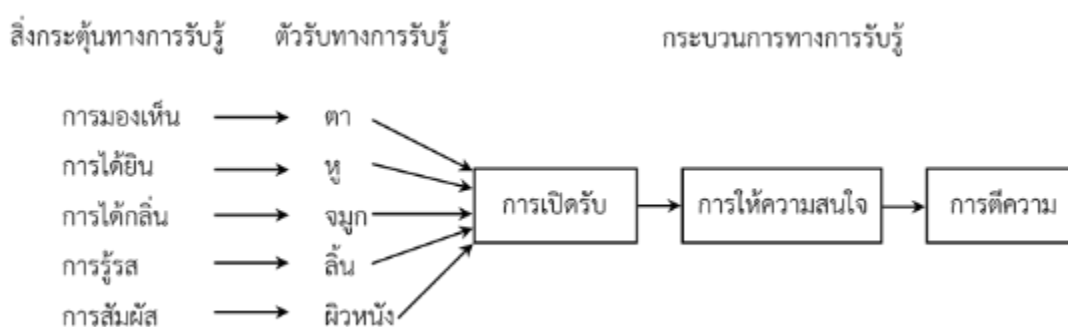 สิ่งกระตุ้นทางการรับรู้ ตัวรับทางการรับรู้ กระบวนการทางการรับรู้
การมองเห็น ตา
การได้ยิน หู
การได้กลิ่น จมูก
การรู้รส ลิ้น
การสัมผัส ผิวหนัง
การเปิดรับ การให้ความสนใจ การตีความ